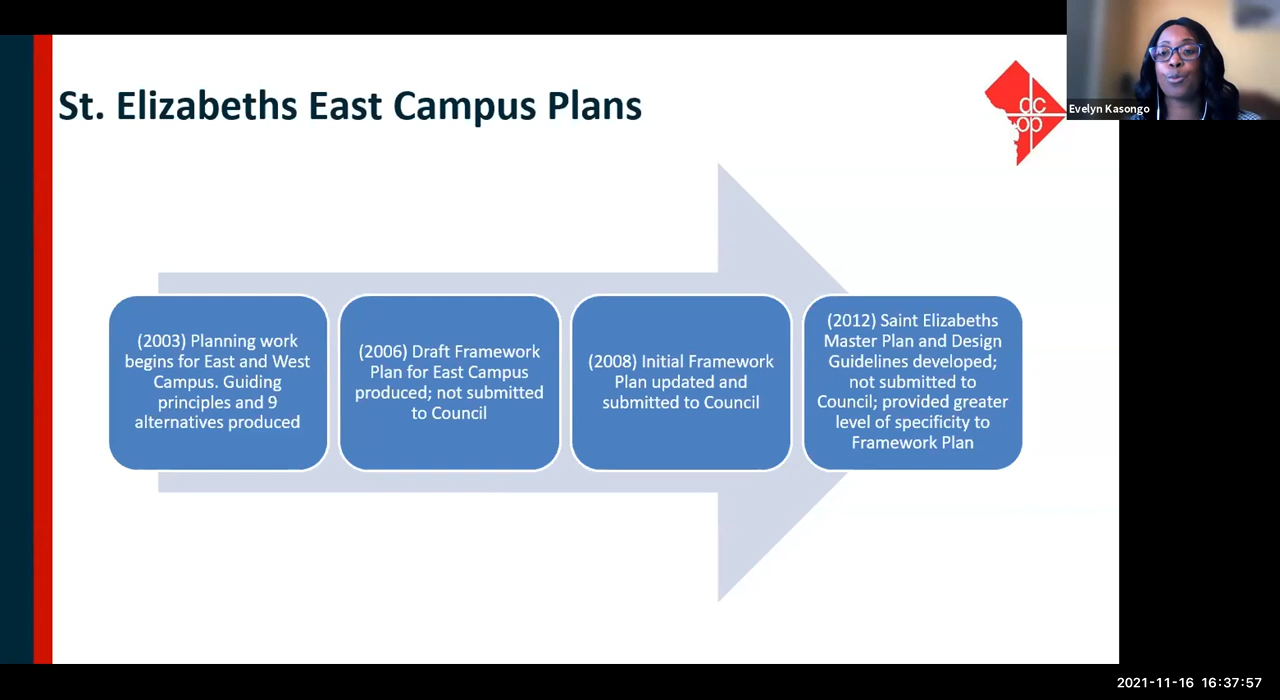 St. Elizabeths East Campus Plans
dc
op
Evelyn Kasongo
(2003) Planning work
begins for East and West
Campus. Guiding
principles and 9
alternatives produced
(2006) Draft Framework
Plan for East Campus
produced; not submitted
to Council
(2008) Initial Framework
Plan updated and
submitted to Council
(2012) Saint Elizabeths
Master Plan and Design
Guidelines developed;
not submitted to
Council; provided greater
level of specificity to
Framework Plan
2021-11-16 16:37:57